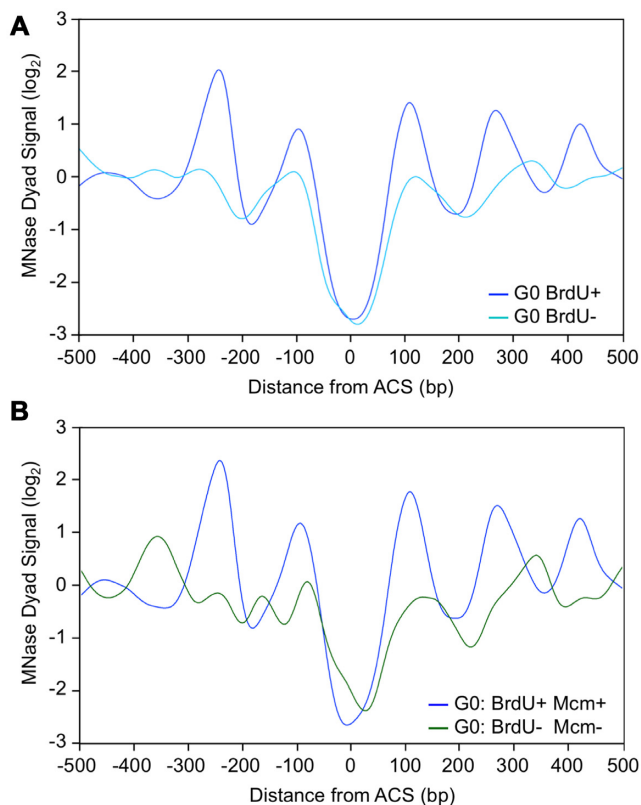 A
MNase Dyad Signal (log2)
3
2
1
0
-1
-2
-3
G0 BrdU+
G0 BrdU-
-500 -400 -300 -200 -100 0 100 200 300 400 500
Distance from ACS (bp)
B
MNase Dyad Signal (log2)
3
2
1
0
-1
-2
-3
G0: BrdU+ Mcm+
G0: BrdU- Mcm-
-500 -400 -300 -200 -100 0 100 200 300 400 500
Distance from ACS (bp)